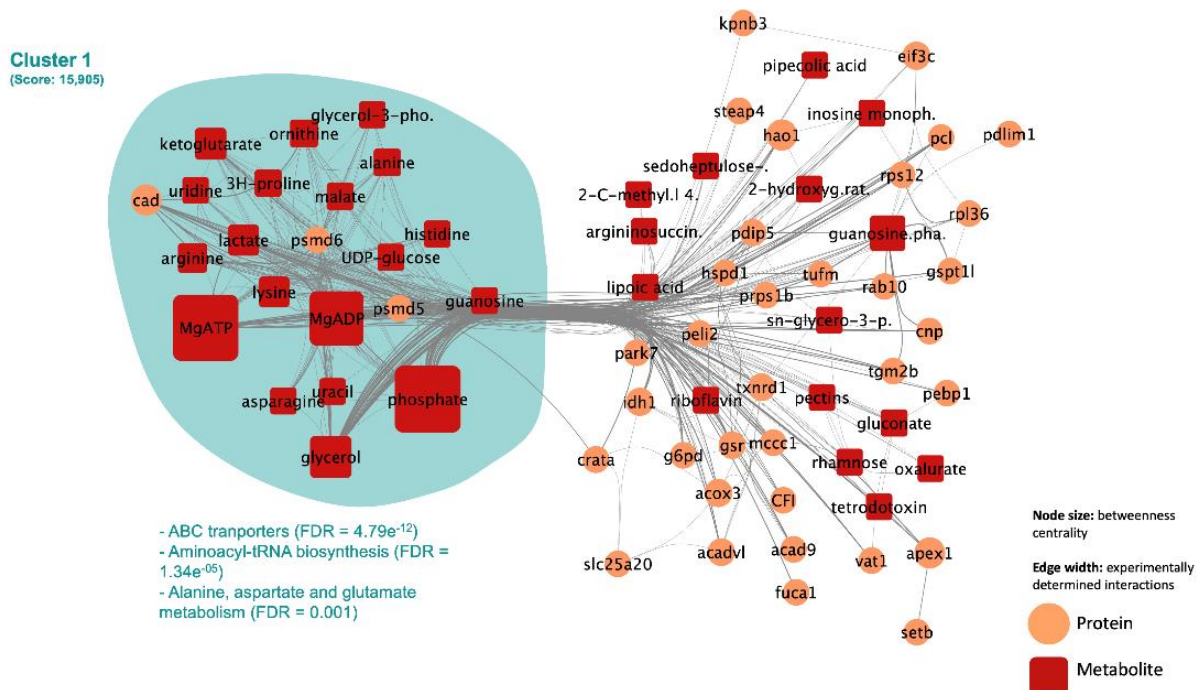 Cluster 1
(Score: 15,905)
kpnb3
eif3c
pipecolic acid
steap4
inosine monoph.
glycerol-3-pho.
ornithine
ketoglutarate
hao1
pcl
pdlim1
alanine
sedoheptulose-.
rps12
3H-proline
uridine
malate
2-C-methyl.l 4.
2-hydroxyg.rat.
cad
rpl36
histidine
argininosuccin.
pdip5
guanosine.pha.
lactate
psmd6
arginine
UDP-glucose
hspd1
tufm
gspt1l
lysine
guanosine
lipoic acid
prps1b
rab10
MgATP
MgADP
psmd5
sn-glycero-3-p.
peli2
cnp
park7
tgm2b
asparagine
uracil
phosphate
idh1
riboflavin
txnrd1
pectins
pebp1
gluconate
glycerol
crata
g6pd
gsr
mccc1
rhamnose
oxalurate
acox3
CFI
tetrodotoxin
- ABC tranporters (FDR = 4.79e-12)
- Aminoacyl-tRNA biosynthesis (FDR =
1.34e-05)
- Alanine, aspartate and glutamate
metabolism (FDR = 0.001)
slc25a20
acadvl
acad9
vat1
apex1
fuca1
setb
Node size: betweenness
centrality
Edge width: experimentally
determined interactions
Protein
Metabolite